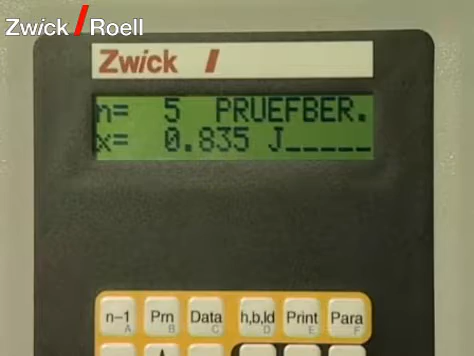 Zwick / Roell
Zwick /
n= 5 PRUEFBER.
x= 0.835 J_____
n-1 Prn Data h,b,ld Print Para
A B C D E F